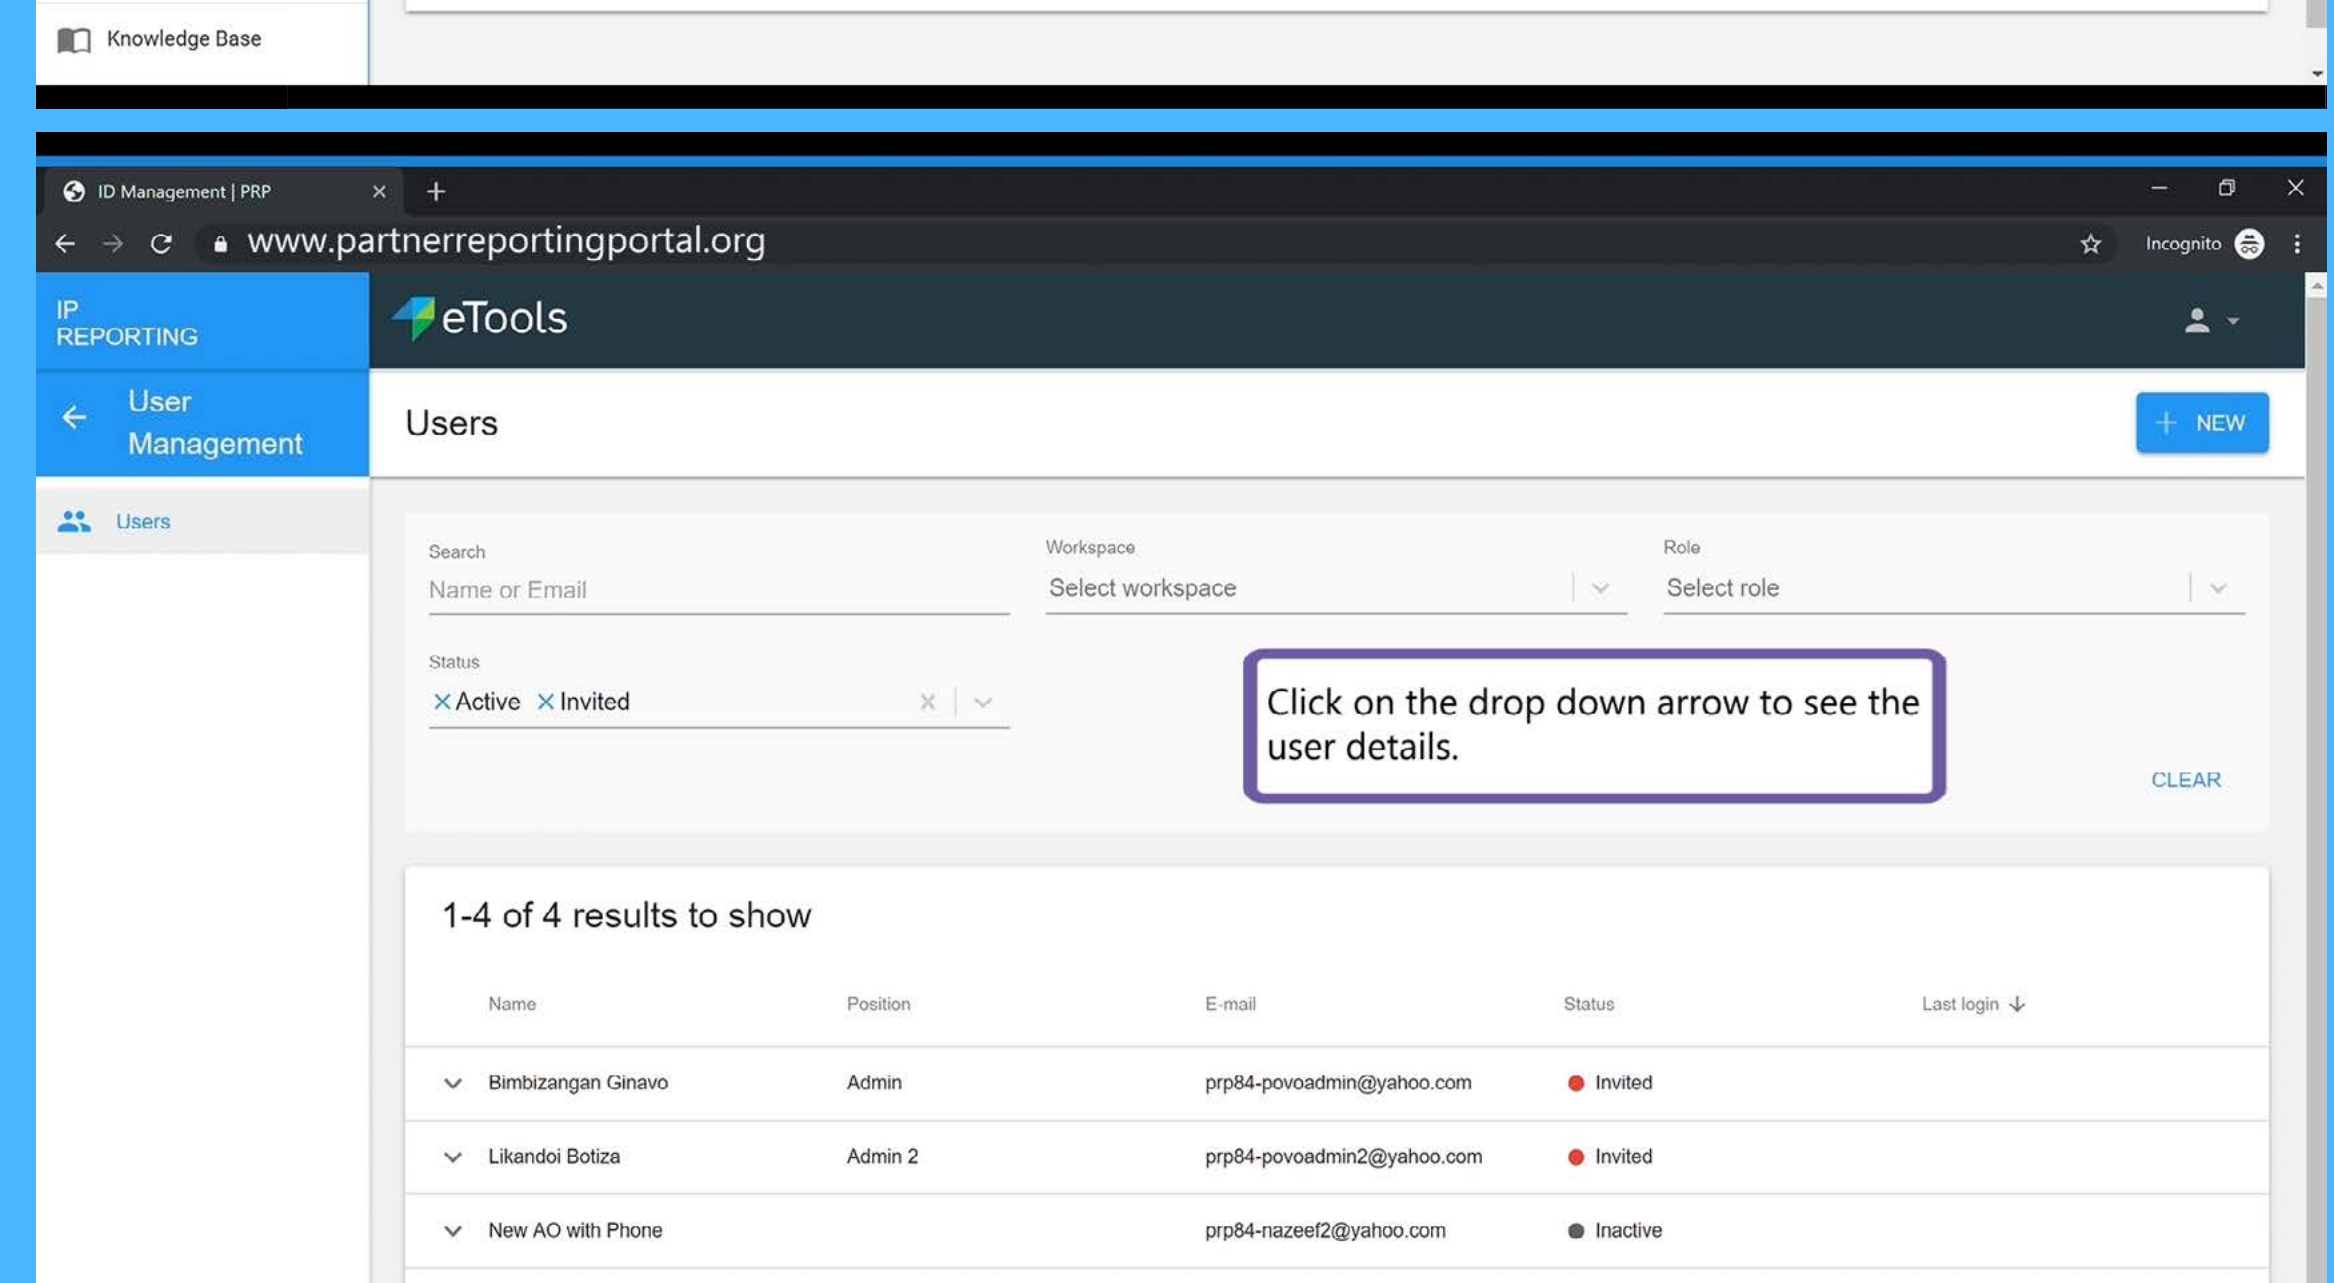 Knowledge Base
ID Management | PRP
www.partnerreportingportal.org
Incognito
IP
REPORTING
eTools
User
Management
Users
+ NEW
Users
Search
Workspace
Role
Name or Email
Select workspace
Select role
Status
Active Invited
Click on the drop down arrow to see the
user details.
CLEAR
1-4 of 4 results to show
Name Position E-mail Status Last login
Bimbizangan Ginavo Admin prp84-povoadmin@yahoo.com Invited
Likandoi Botiza Admin 2 prp84-povoadmin2@yahoo.com Invited
New AO with Phone prp84-nazeef2@yahoo.com Inactive